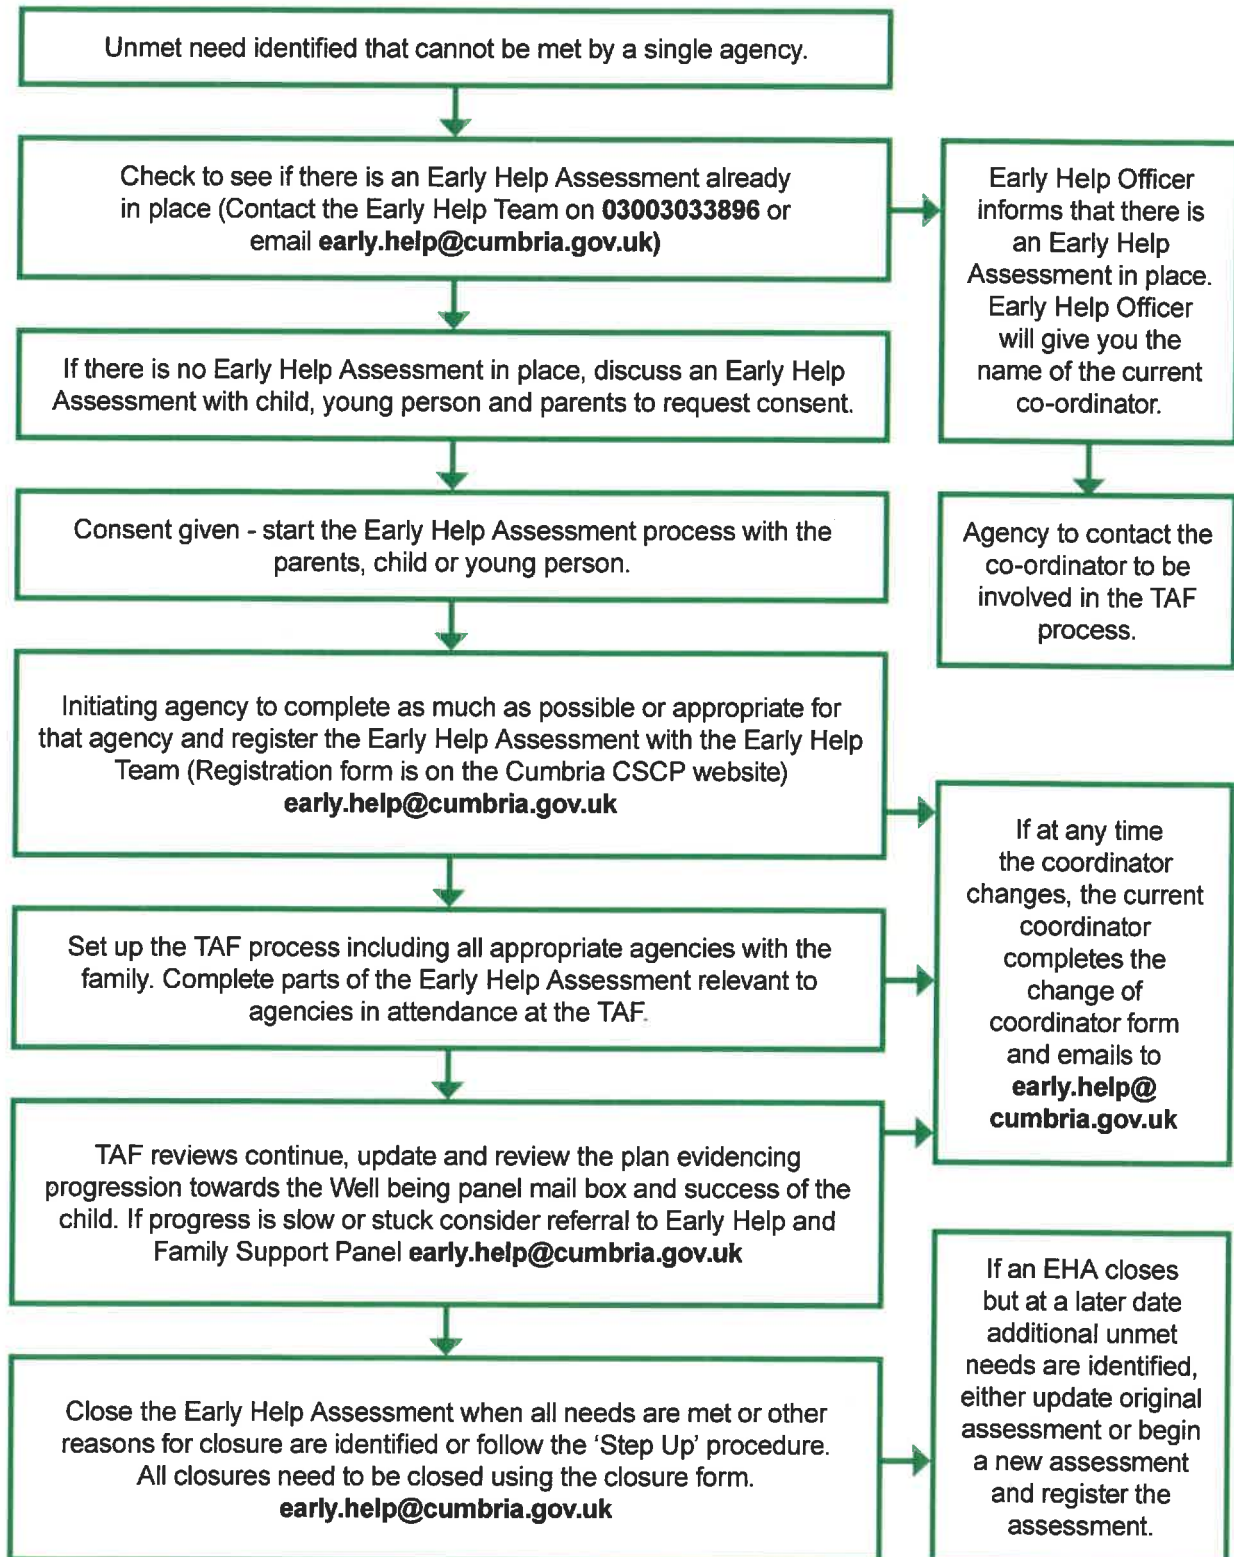 Unmet need identified that cannot be met by a single agency.
Check to see if there is an Early Help Assessment already
in place (Contact the Early Help Team on 03003033896 or
email early.help@cumbria.gov.uk)
Early Help Officer
informs that there is
an Early Help
Assessment in place.
Early Help Officer
will give you the
name of the current
co-ordinator.
If there is no Early Help Assessment in place, discuss an Early Help
Assessment with child, young person and parents to request consent.
Consent given - start the Early Help Assessment process with the
parents, child or young person.
Agency to contact the
co-ordinator to be
involved in the TAF
process.
Initiating agency to complete as much as possible or appropriate for
that agency and register the Early Help Assessment with the Early Help
Team (Registration form is on the Cumbria CSCP website)
early.help@cumbria.gov.uk
If at any time
the coordinator
changes, the current
coordinator
completes the
change of
coordinator form
and emails to
early.help@
cumbria.gov.uk
Set up the TAF process including all appropriate agencies with the
family. Complete parts of the Early Help Assessment relevant to
agencies in attendance at the TAF.
TAF reviews continue, update and review the plan evidencing
progression towards the Well being panel mail box and success of the
child. If progress is slow or stuck consider referral to Early Help and
Family Support Panel early.help@cumbria.gov.uk
Close the Early Help Assessment when all needs are met or other
reasons for closure are identified or follow the ‘Step Up’ procedure.
All closures need to be closed using the closure form.
early.help@cumbria.gov.uk
If an EHA closes
but at a later date
additional unmet
needs are identified,
either update original
assessment or begin
a new assessment
and register the
assessment.